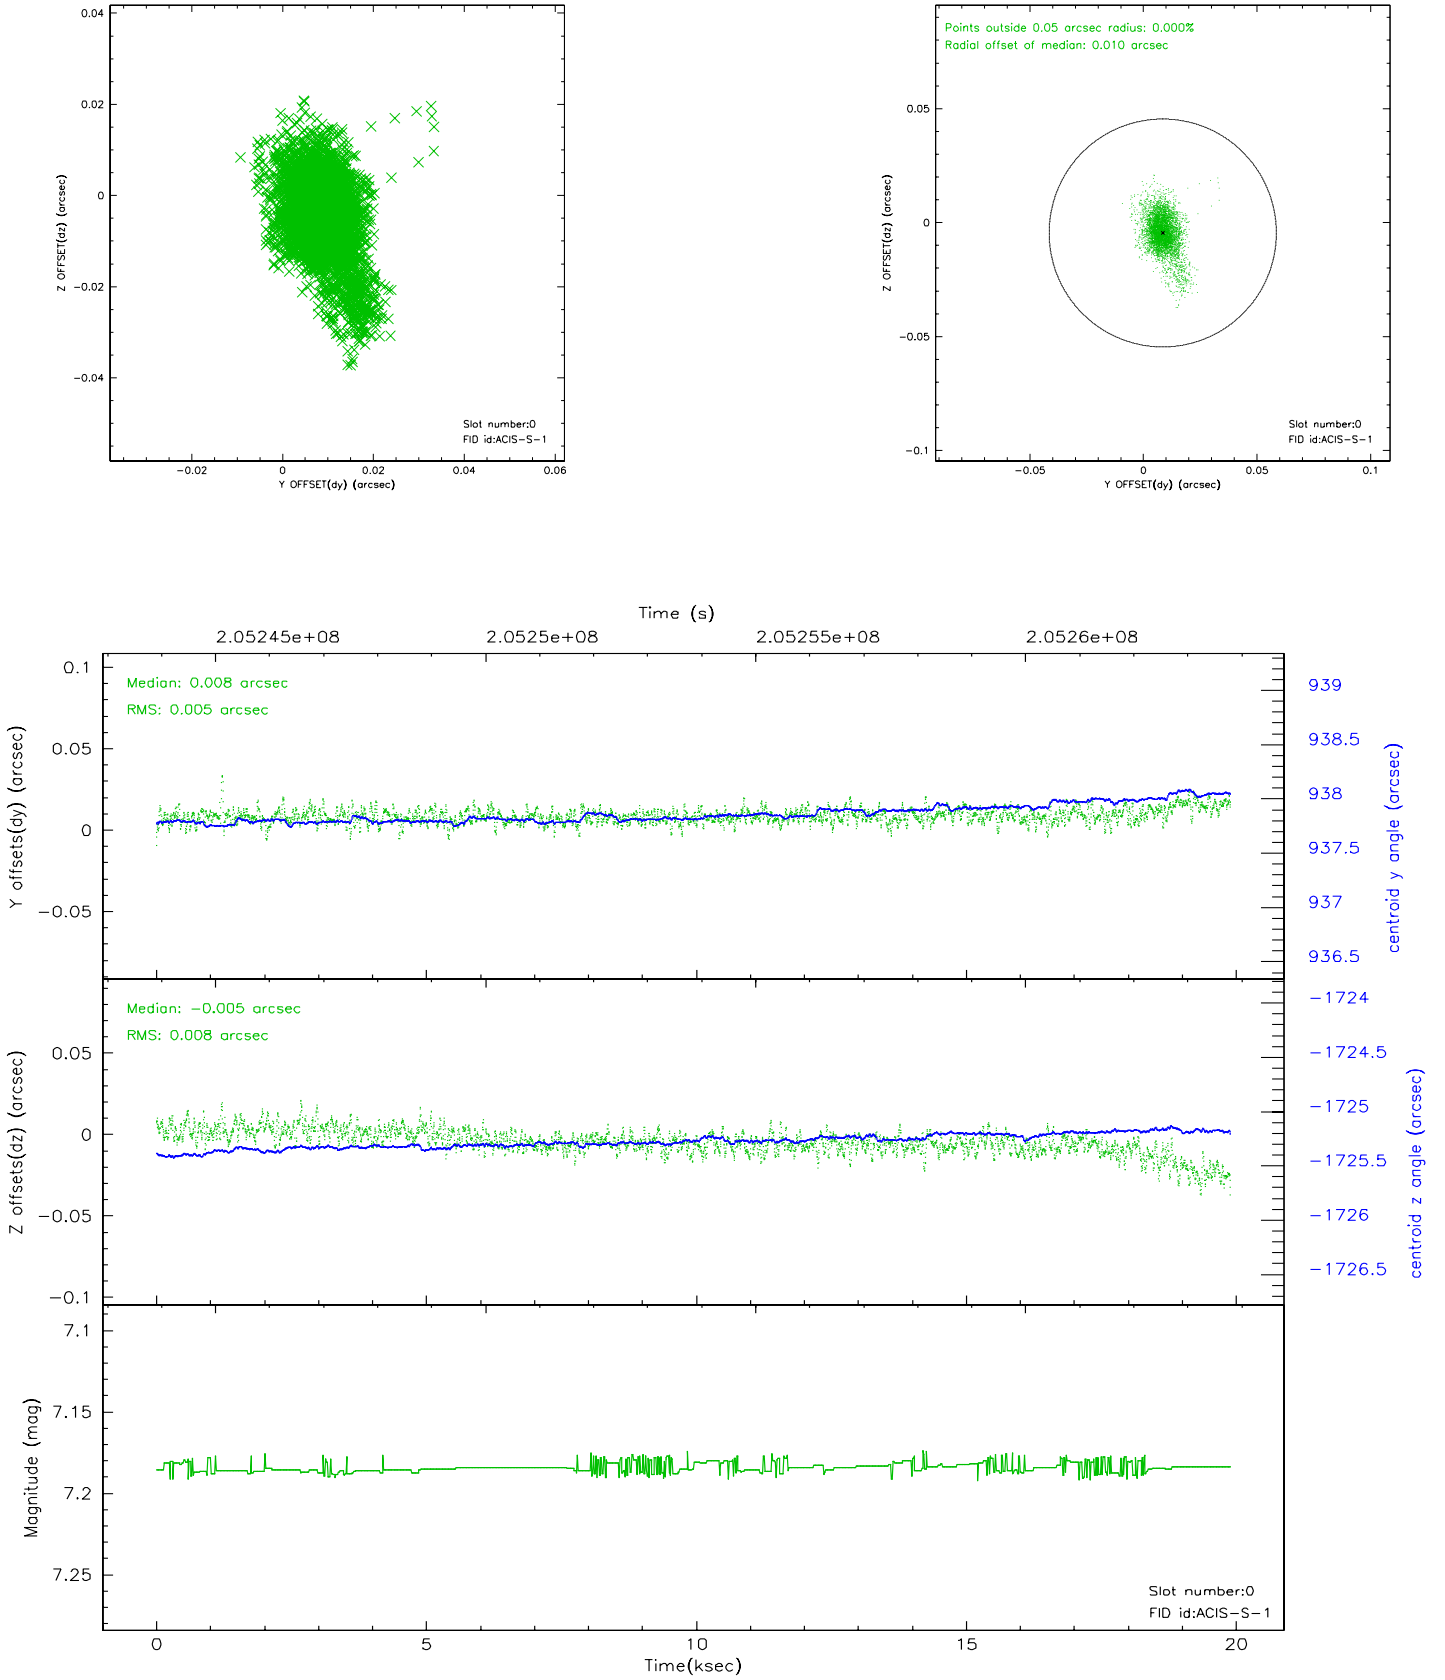 0.04
0.02
0
−0.02
−0.04
Z OFFSET(dz) (arcsec)
Slot number:0
FID id:ACIS−S−1
−0.02 0 0.02 0.04 0.06
Y OFFSET(dy) (arcsec)
Points outside 0.05 arcsec radius: 0.000%
Radial offset of median: 0.010 arcsec
0.05
0
−0.05
−0.1
Z OFFSET(dz) (arcsec)
Slot number:0
FID id:ACIS−S−1
−0.05 0 0.05 0.1
Y OFFSET(dy) (arcsec)
Time (s)
2.05245e+08 2.0525e+08 2.05255e+08 2.0526e+08
0.1
0.05
0
−0.05
Y offsets(dy) (arcsec)
Median: 0.008 arcsec
RMS: 0.005 arcsec
939
938.5
938
937.5
937
936.5
centroid y angle (arcsec)
0.05
0
−0.05
−0.1
Z offsets(dz) (arcsec)
Median: −0.005 arcsec
RMS: 0.008 arcsec
−1724
−1724.5
−1725
−1725.5
−1726
−1726.5
centroid z angle (arcsec)
7.1
7.15
7.2
7.25
Magnitude (mag)
Slot number:0
FID id:ACIS−S−1
0 5 10 15 20
Time(ksec)